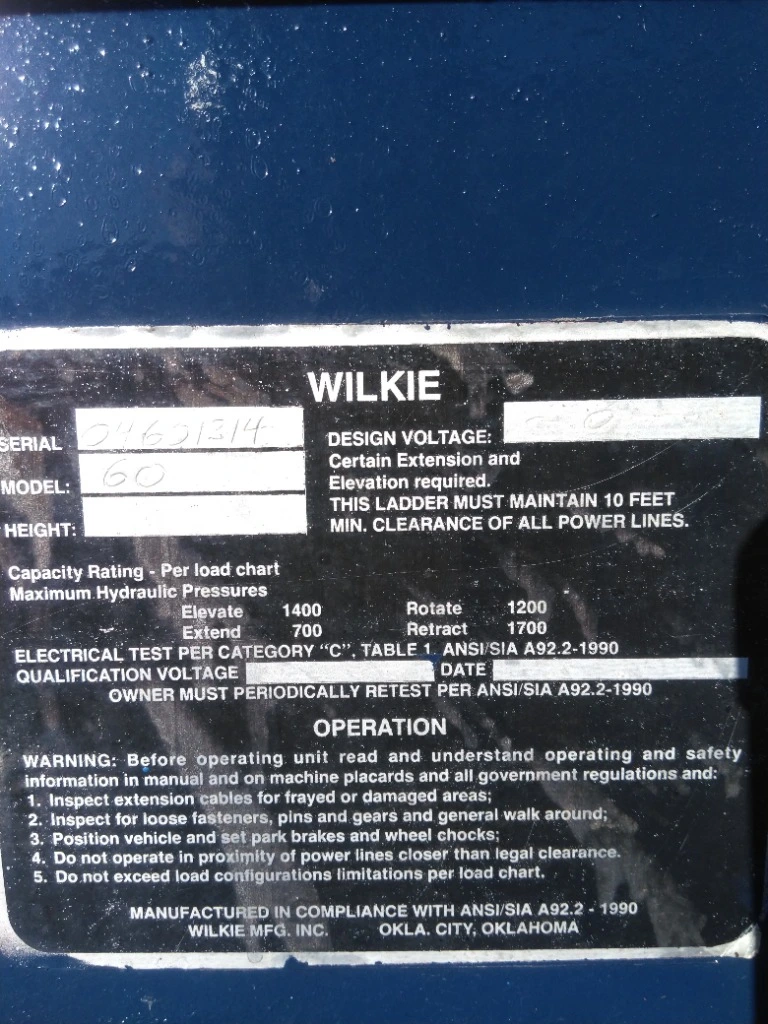 WILKIE
SERIAL 04601314
MODEL: 60
HEIGHT:
DESIGN VOLTAGE: 0
Certain Extension and
Elevation required.
THIS LADDER MUST MAINTAIN 10 FEET
MIN. CLEARANCE OF ALL POWER LINES.
Capacity Rating - Per load chart
Maximum Hydraulic Pressures
Elevate 1400 Rotate 1200
Extend 700 Retract 1700
ELECTRICAL TEST PER CATEGORY "C", TABLE 1, ANSI/SIA A92.2-1990
QUALIFICATION VOLTAGE DATE
OWNER MUST PERIODICALLY RETEST PER ANSI/SIA A92.2-1990
OPERATION
WARNING: Before operating unit read and understand operating and safety
information in manual and on machine placards and all government regulations and:
1. Inspect extension cables for frayed or damaged areas;
2. Inspect for loose fasteners, pins and gears and general walk around;
3. Position vehicle and set park brakes and wheel chocks;
4. Do not operate in proximity of power lines closer than legal clearance.
5. Do not exceed load configurations limitations per load chart.
MANUFACTURED IN COMPLIANCE WITH ANSI/SIA A92.2 - 1990
WILKIE MFG. INC. OKLA. CITY, OKLAHOMA